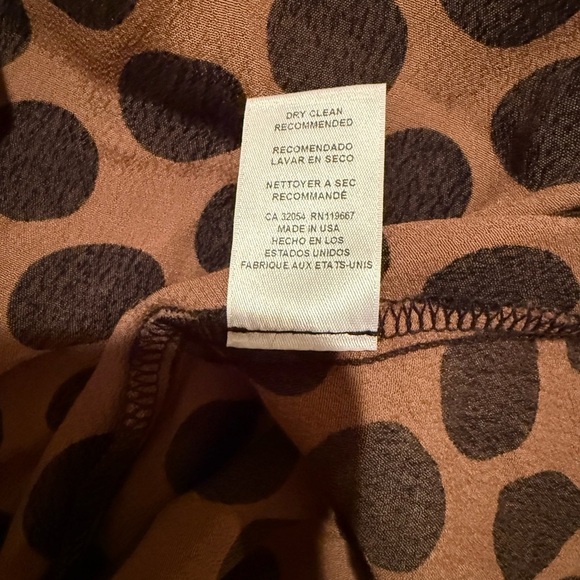 DRY CLEAN
RECOMMENDED
RECOMENDADO
LAVAR EN SECO
NETTOYER A SEC
RECOMMANDÉ
CA 32054 RN119667
MADE IN USA
HECHO EN LOS
ESTADOS UNIDOS
FABRIQUE AUX ETATS-UNIS